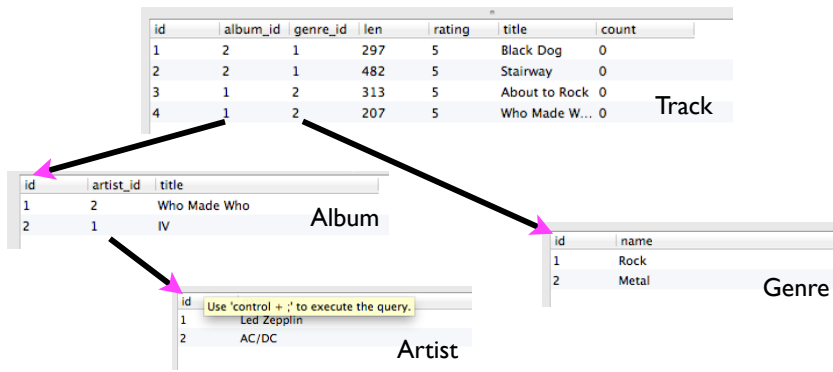 id album_id genre_id len rating title count
1 2 1 297 5 Black Dog 0
2 2 1 482 5 Stairway 0
3 1 2 313 5 About to Rock 0
4 1 2 207 5 Who Made W... 0
Track
id artist_id title
1 2 Who Made Who
2 1 IV
Album
id name
1 Rock
2 Metal
Genre
id
Use 'control + ;' to execute the query.
1 Led Zepplin
2 AC/DC
Artist